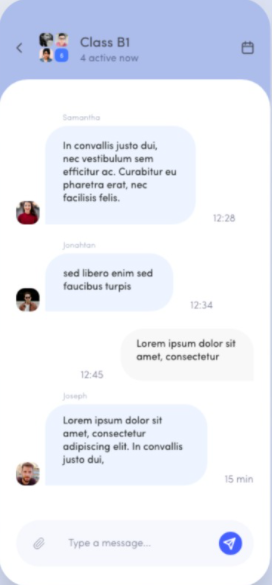 Class B1
4 active now
Samantha
In convallis justo dui,
nec vestibulum sem
efficitur ac. Curabitur eu
pharetra erat, nec
facilisis felis.
12:28
Jonahtan
sed libero enim sed
faucibus turpis
12:34
Lorem ipsum dolor sit
amet, consectetur
12:45
Joseph
Lorem ipsum dolor sit
amet, consectetur
adipiscing elit. In convallis
justo dui,
15 min
Type a message...